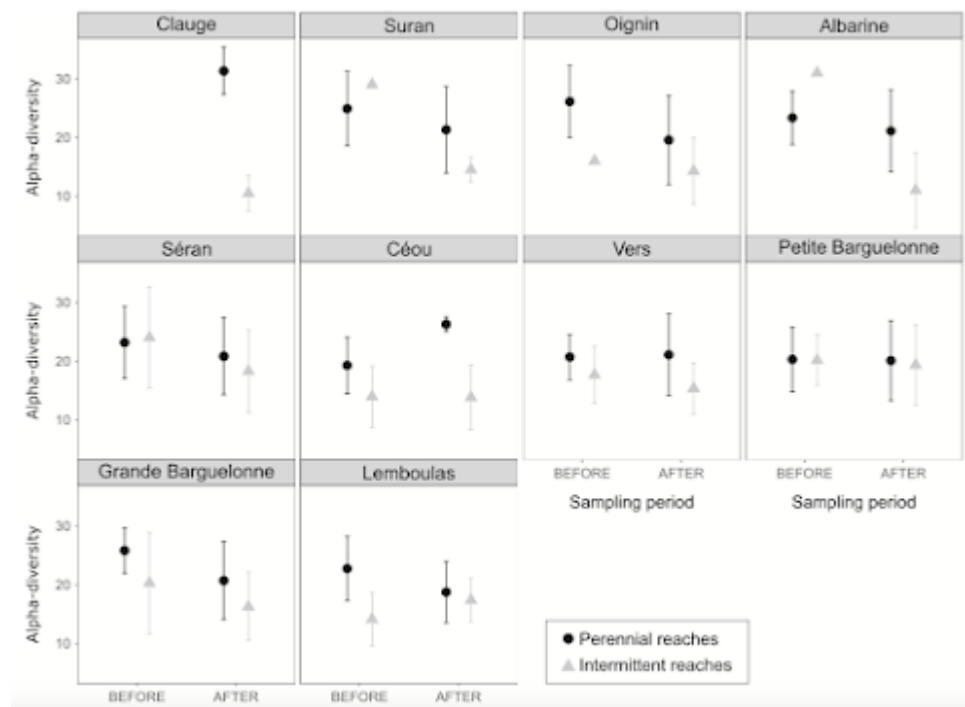 Clauge Suran Oignin Albarine
Alpha-diversity
30
20
10
Séran Céou Vers Petite Barguelonne
Alpha-diversity
30
20
10
BEFORE AFTER BEFORE AFTER
Sampling period Sampling period
Grande Barguelonne Lemboulas
Alpha-diversity
30
20
10
BEFORE AFTER BEFORE AFTER
Perennial reaches
Intermittent reaches